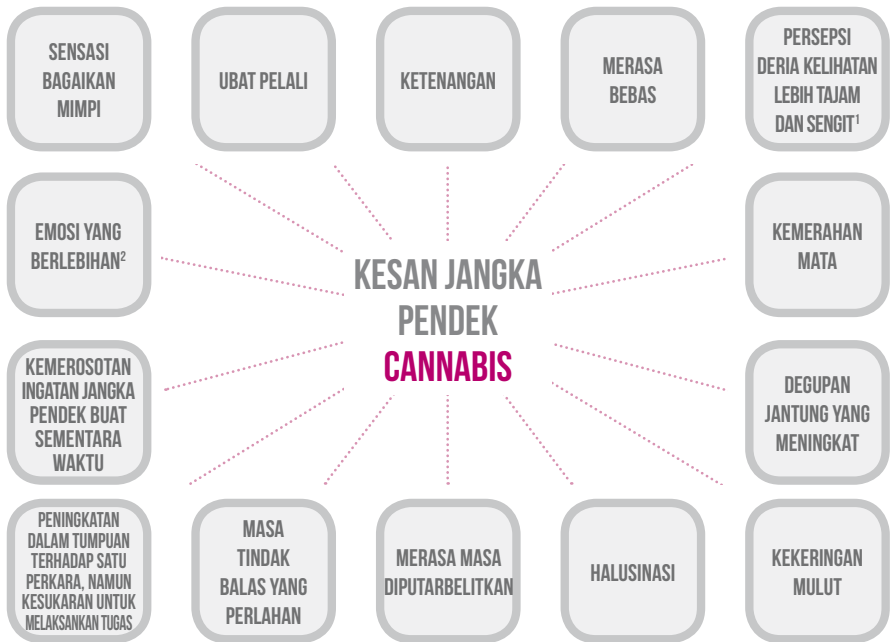 SENSASI
BAGAIKAN
MIMPI
UBAT PELALI
KETENANGAN
MERASA
BEBAS
PERSEPSI
DERIA KELIHATAN
LEBIH TAJAM
DAN SENGIT¹
EMOSI YANG
BERLEBIHAN²
KESAN JANGKA
PENDEK
CANNABIS
KEMERAHAN
MATA
KEMEROSOTAN
INGATAN JANGKA
PENDEK BUAT
SEMENTARA
WAKTU
DEGUPAN
JANTUNG YANG
MENINGKAT
PENINGKATAN
DALAM TUMPUAN
TERHADAP SATU
PERKARA, NAMUN
KESUKARAN UNTUK
MELAKSANKAN TUGAS
MASA
TINDAK
BALAS YANG
PERLAHAN
MERASA MASA
DIPUTARBELITKAN
HALUSINASI
KEKERINGAN
MULUT